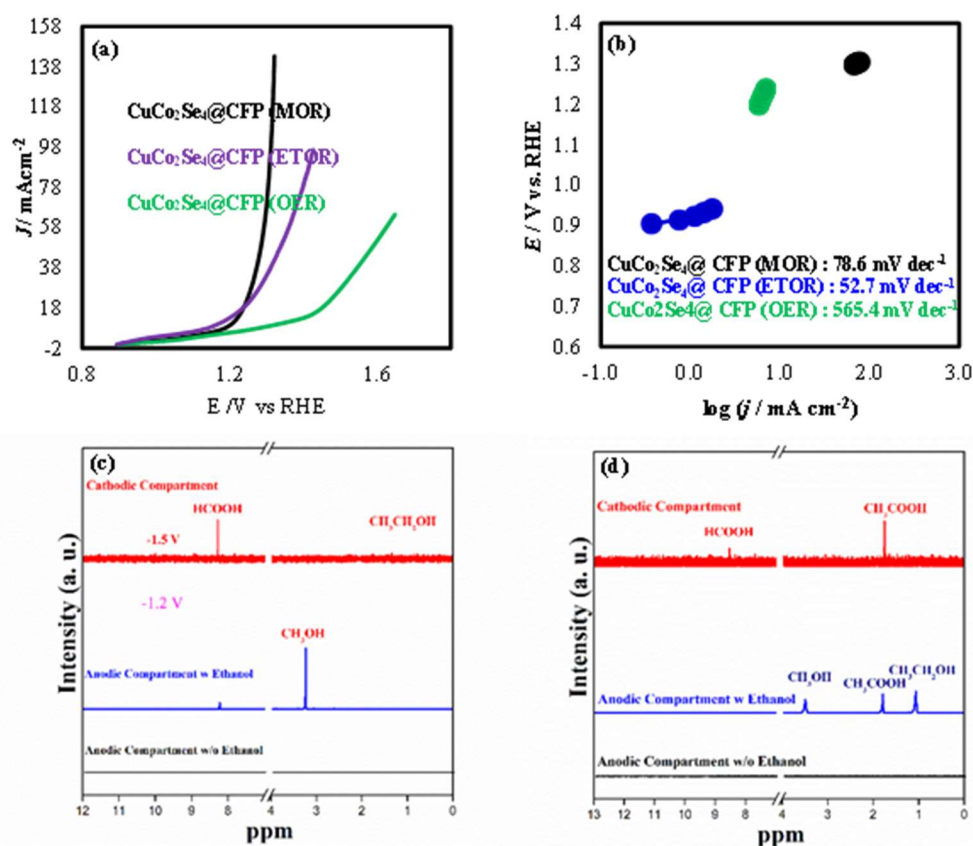 (a)
J / mAcm⁻²
158
138
118
98
78
58
38
18
-2
CuCo₂Se₄@CFP (MOR)
CuCo₂Se₄@CFP (ETOR)
CuCo₂Se₄@CFP (OER)
0.8 1.2 1.6
E /V vs RHE
(b)
E / V vs. RHE
1.4
1.3
1.2
1.1
1.0
0.9
0.8
0.7
0.6
CuCo₂Se₄@ CFP (MOR) : 78.6 mV dec⁻¹
CuCo₂Se₄@ CFP (ETOR) : 52.7 mV dec⁻¹
CuCo2Se4@ CFP (OER) : 565.4 mV dec⁻¹
-1.0 0.0 1.0 2.0 3.0
log (j / mA cm⁻²)
(c)
Intensity (a. u.)
Cathodic Compartment
HCOOH
CH₃CH₂OH
-1.5 V
-1.2 V
CH₃OH
Anodic Compartment w Ethanol
Anodic Compartment w/o Ethanol
12 11 10 9 8 4 3 2 1 0
ppm
(d)
Intensity (a. u.)
Cathodic Compartment
HCOOH
CH₃COOH
CH₃OH
CH₃COOH
CH₃CH₂OH
Anodic Compartment w Ethanol
Anodic Compartment w/o Ethanol
13 12 11 10 9 8 4 3 2 1 0
ppm